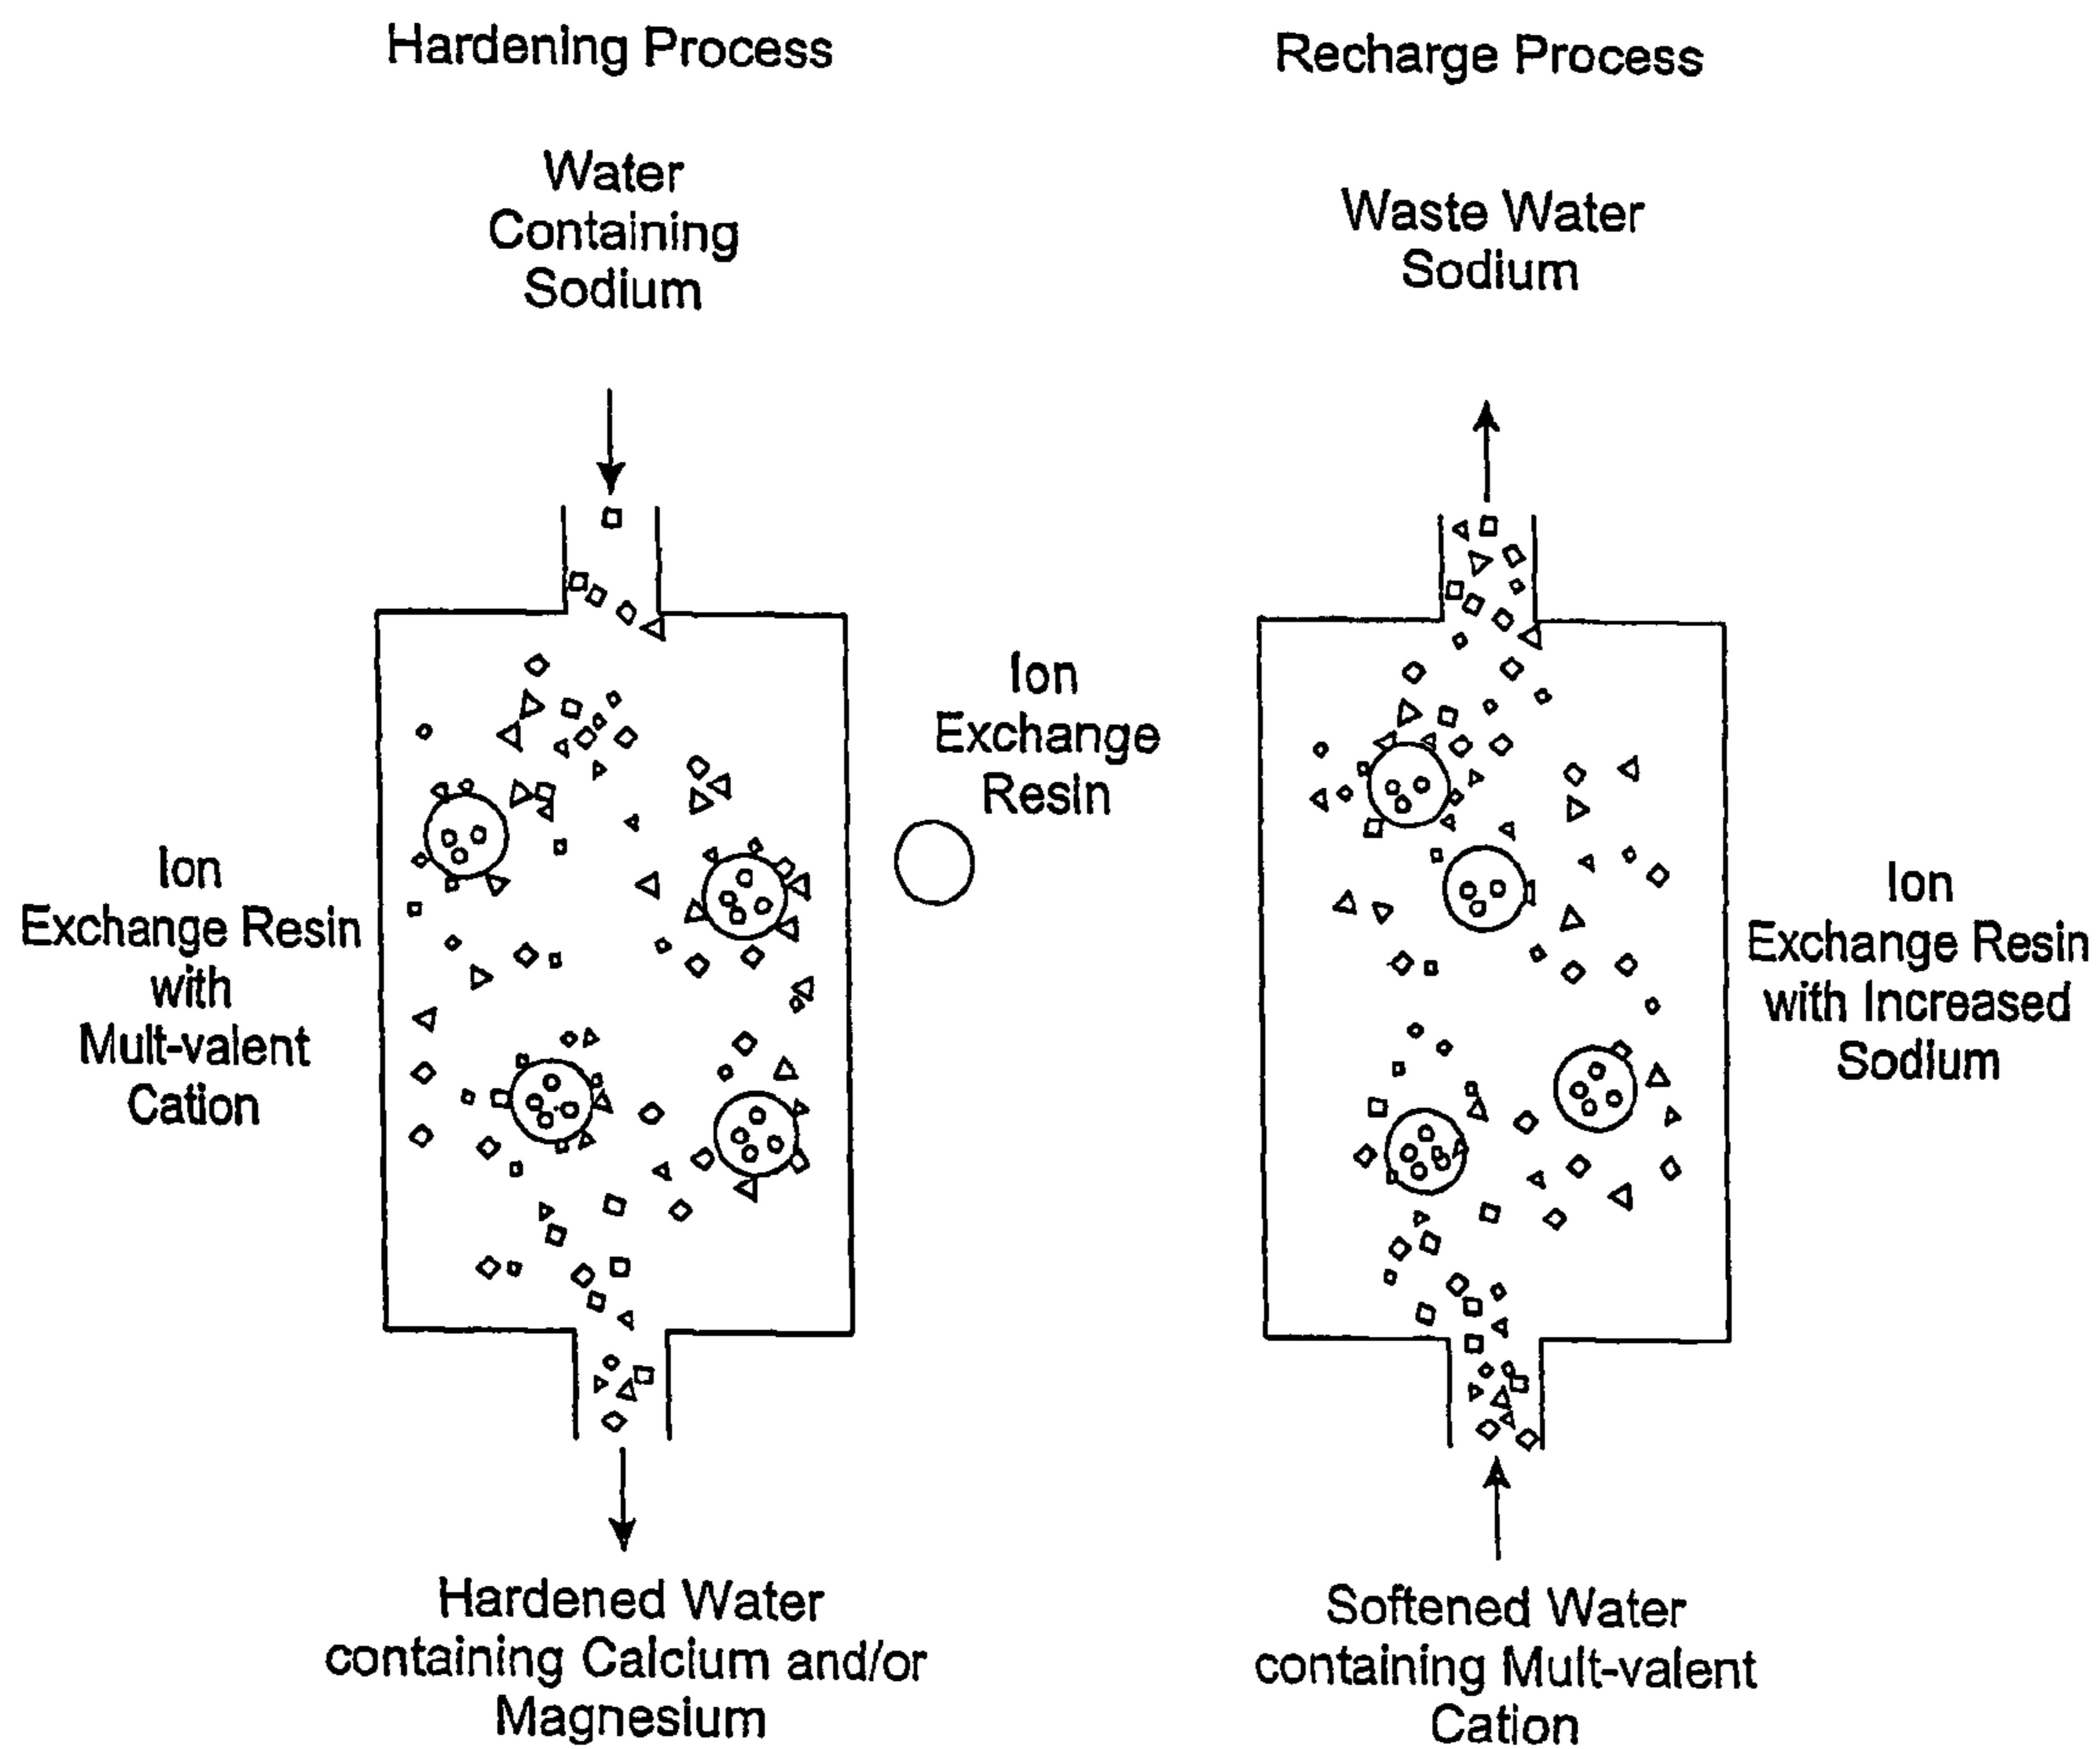 Hardening Process
Water
Containing
Sodium
Ion
Exchange Resin
with
Mult-valent
Cation
Hardened Water
containing Calcium and/or
Magnesium
Ion
Exchange
Resin
Recharge Process
Waste Water
Sodium
Ion
Exchange Resin
with Increased
Sodium
Softened Water
containing Mult-valent
Cation